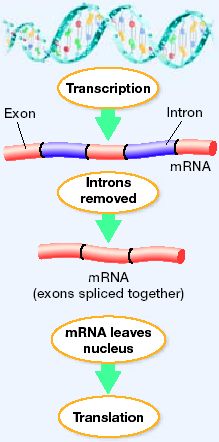 Transcription
Exon
Intron
mRNA
Introns
removed
mRNA
(exons spliced together)
mRNA leaves
nucleus
Translation